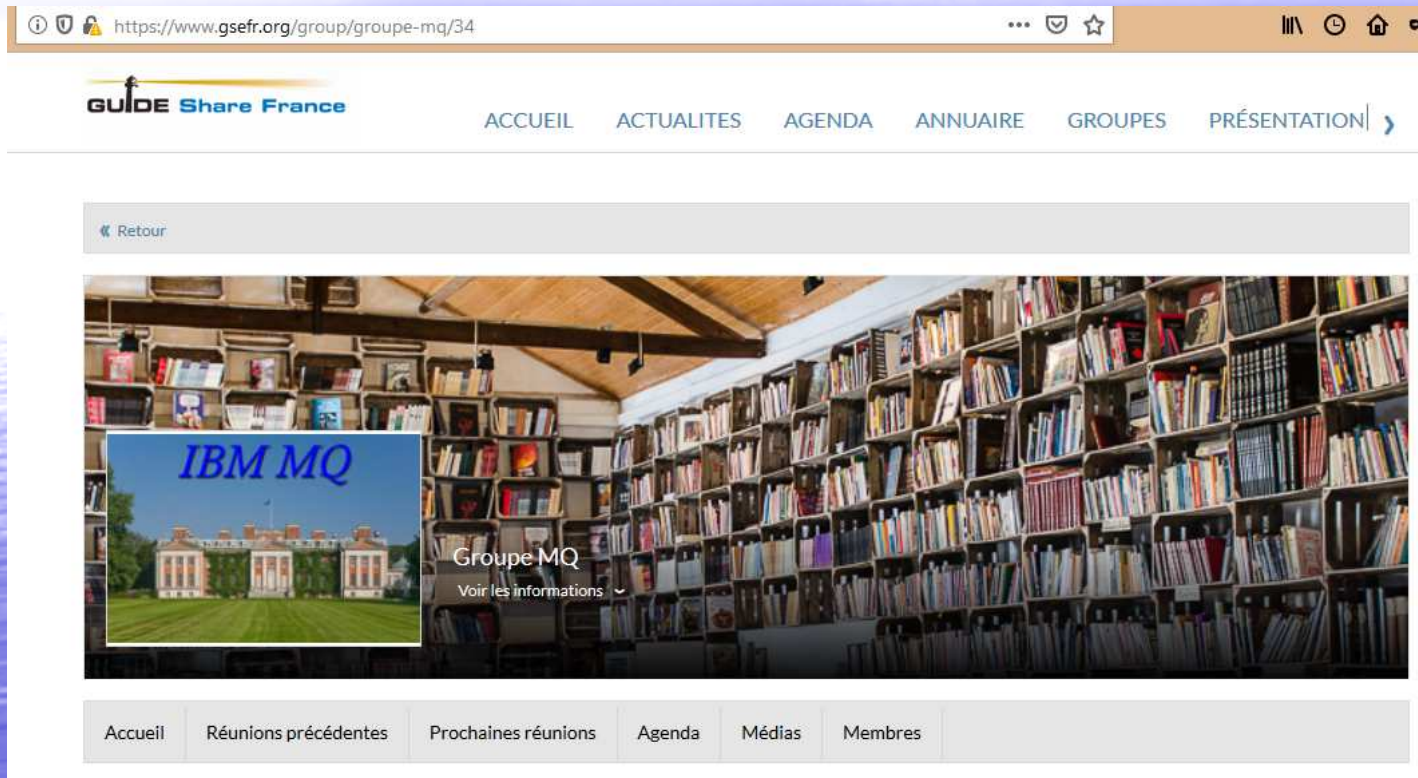 https://www.gsefr.org/group/groupe-mq/34
GUIDE Share France
ACCUEIL ACTUALITES AGENDA ANNUAIRE GROUPES PRÉSENTATION
« Retour
IBM MQ
Groupe MQ
Voir les informations
Accueil Réunions précédentes Prochaines réunions Agenda Médias Membres